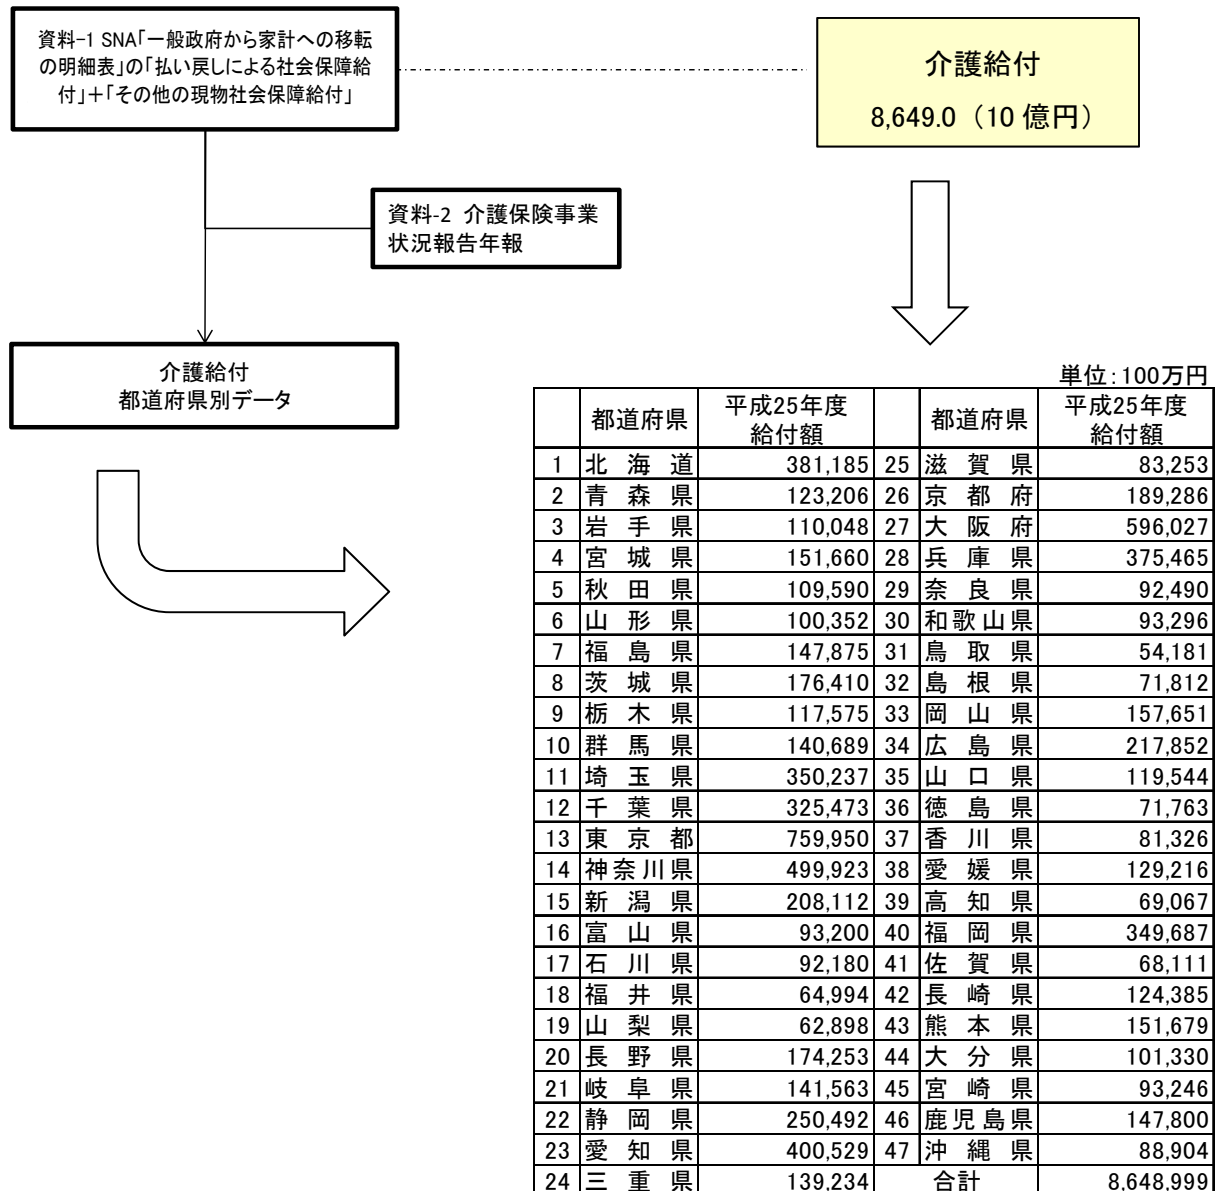 資料-1 SNA「一般政府から家計への移転
の明細表」の「払い戻しによる社会保障給
付」+「その他の現物社会保障給付」
介護給付
8,649.0（10 億円）
資料-2 介護保険事業
状況報告年報
介護給付
都道府県別データ
単位：100万円
都道府県 平成25年度 給付額 都道府県 平成25年度 給付額
1 北海道 381,185 25 滋賀県 83,253
2 青森県 123,206 26 京都府 189,286
3 岩手県 110,048 27 大阪府 596,027
4 宮城県 151,660 28 兵庫県 375,465
5 秋田県 109,590 29 奈良県 92,490
6 山形県 100,352 30 和歌山県 93,296
7 福島県 147,875 31 鳥取県 54,181
8 茨城県 176,410 32 島根県 71,812
9 栃木県 117,575 33 岡山県 157,651
10 群馬県 140,689 34 広島県 217,852
11 埼玉県 350,237 35 山口県 119,544
12 千葉県 325,473 36 徳島県 71,763
13 東京都 759,950 37 香川県 81,326
14 神奈川県 499,923 38 愛媛県 129,216
15 新潟県 208,112 39 高知県 69,067
16 富山県 93,200 40 福岡県 349,687
17 石川県 92,180 41 佐賀県 68,111
18 福井県 64,994 42 長崎県 124,385
19 山梨県 62,898 43 熊本県 151,679
20 長野県 174,253 44 大分県 101,330
21 岐阜県 141,563 45 宮崎県 93,246
22 静岡県 250,492 46 鹿児島県 147,800
23 愛知県 400,529 47 沖縄県 88,904
24 三重県 139,234 合計 8,648,999